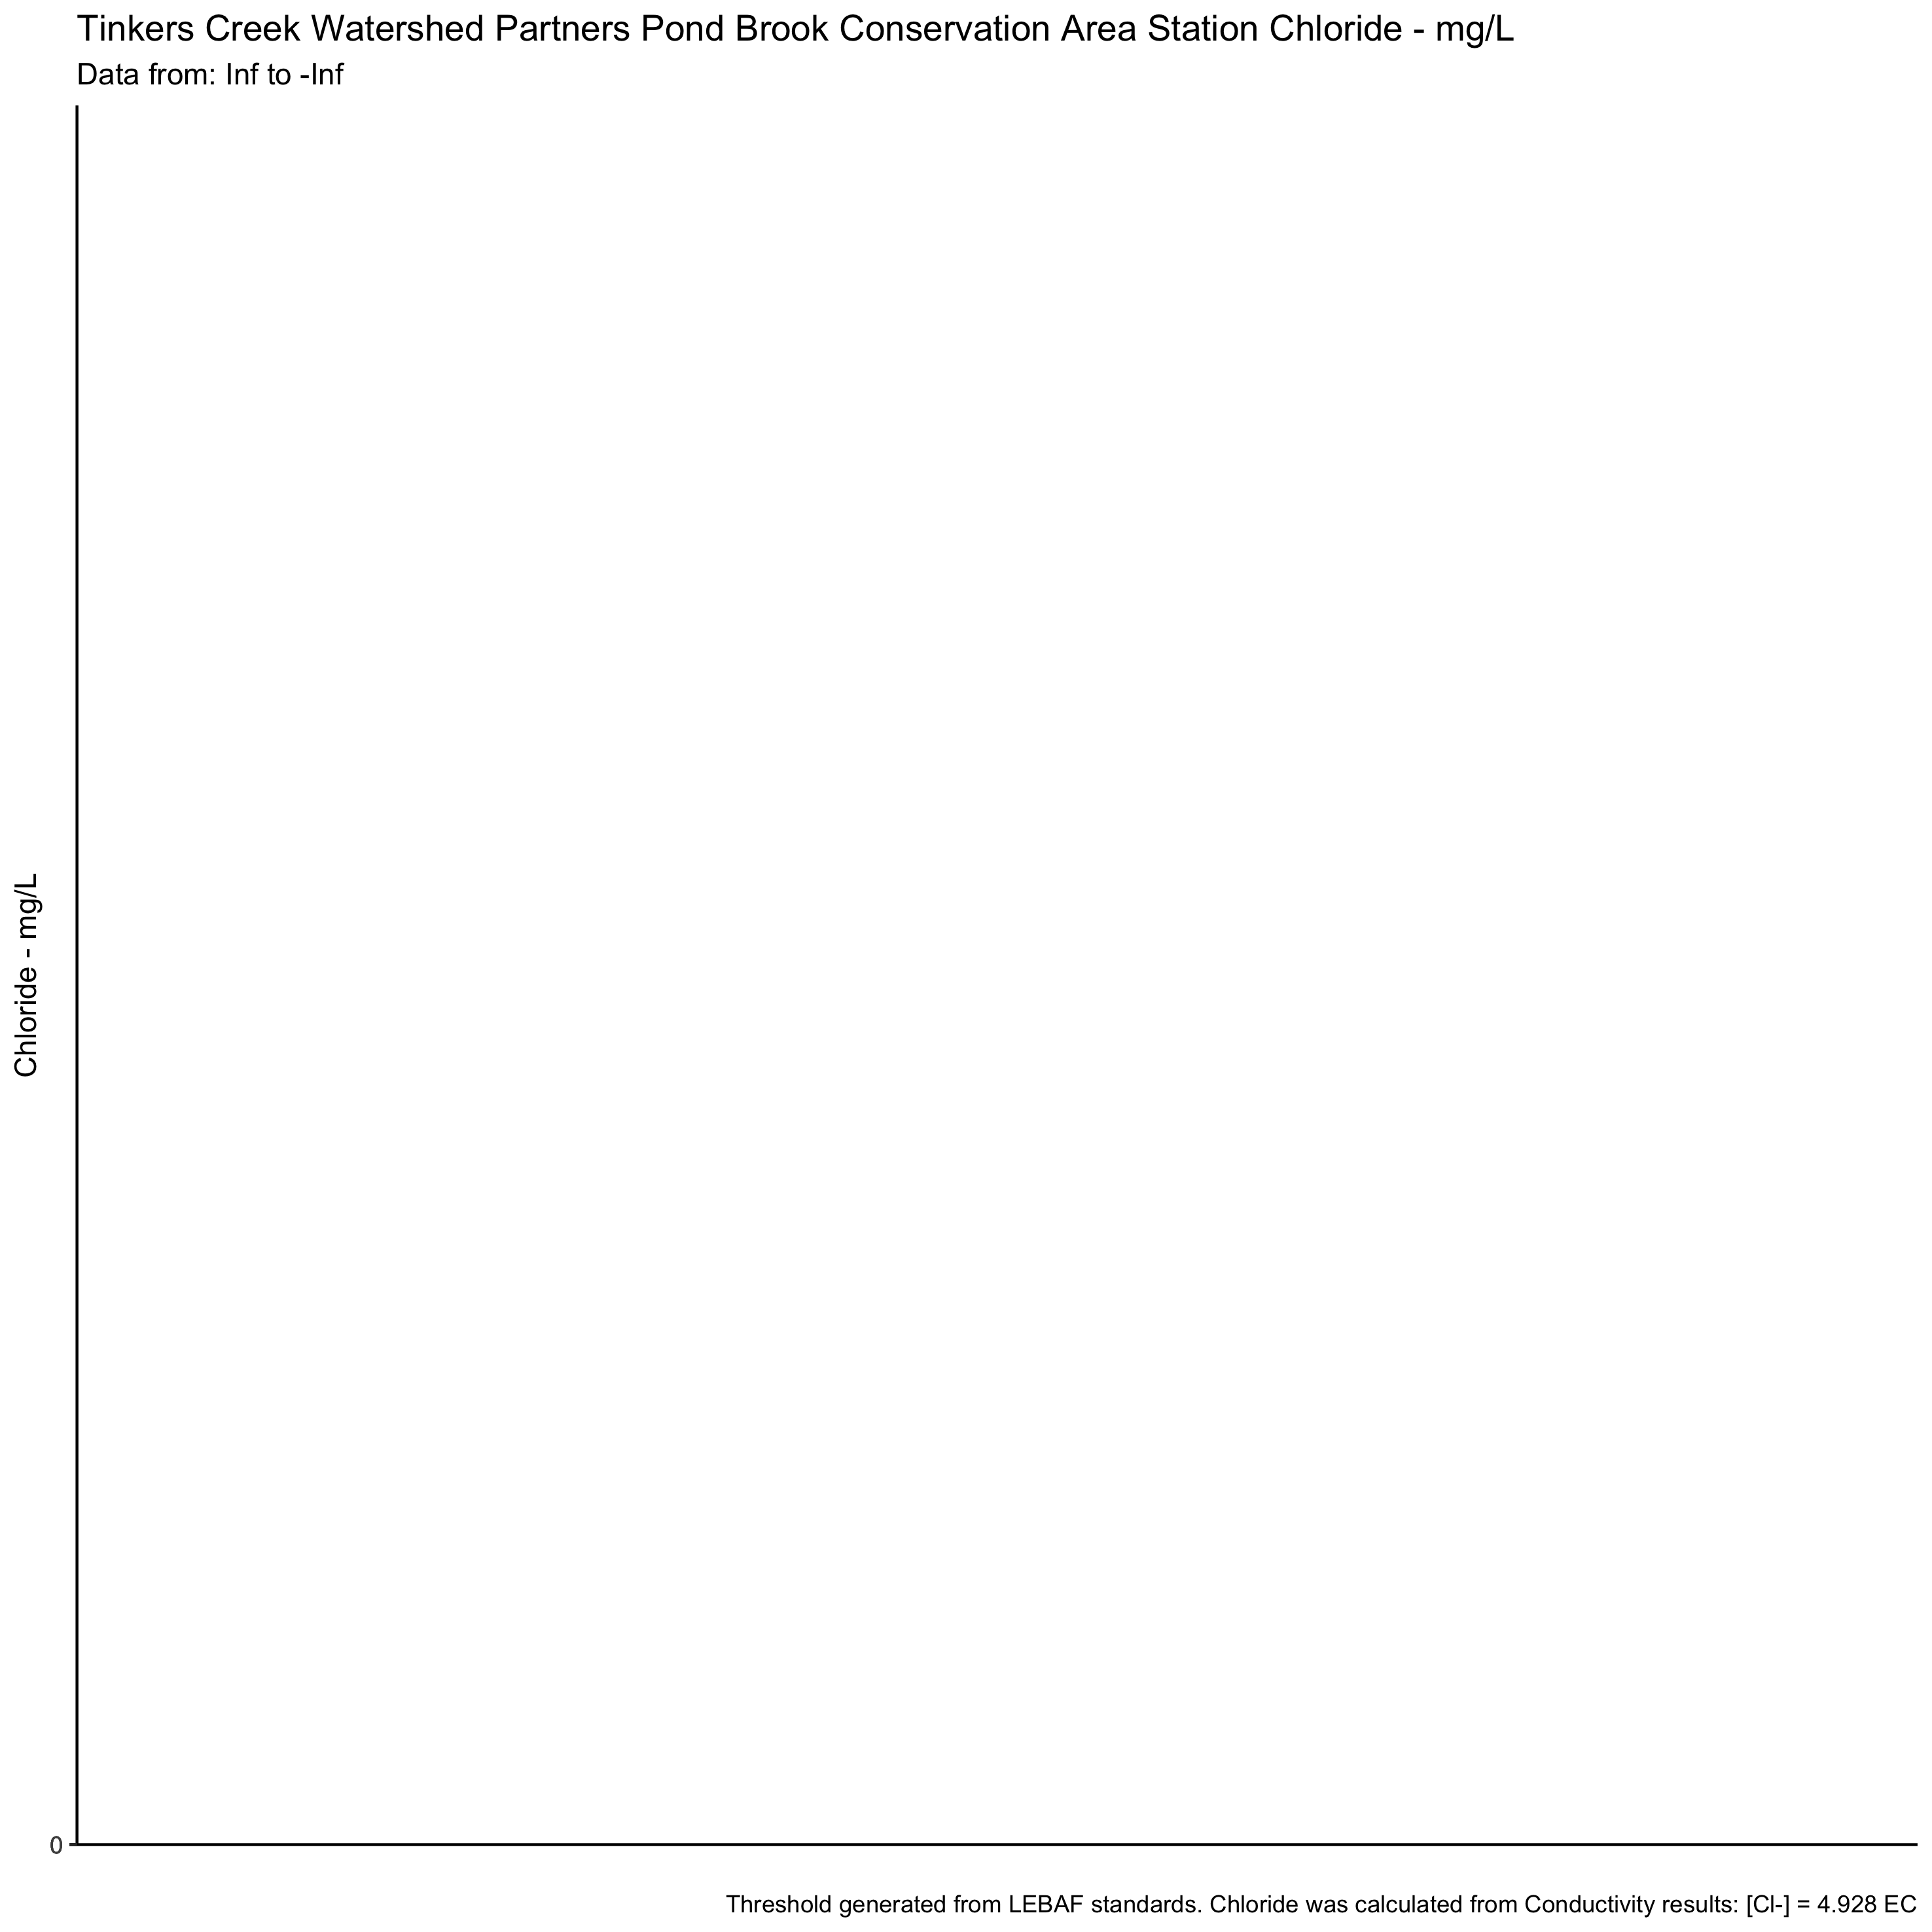 Tinkers Creek Watershed Partners Pond Brook Conservation Area Station Chloride - mg/L
Data from: Inf to -Inf
Chloride - mg/L
0
Threshold generated from LEBAF standards. Chloride was calculated from Conductivity results: [Cl-] = 4.928 EC